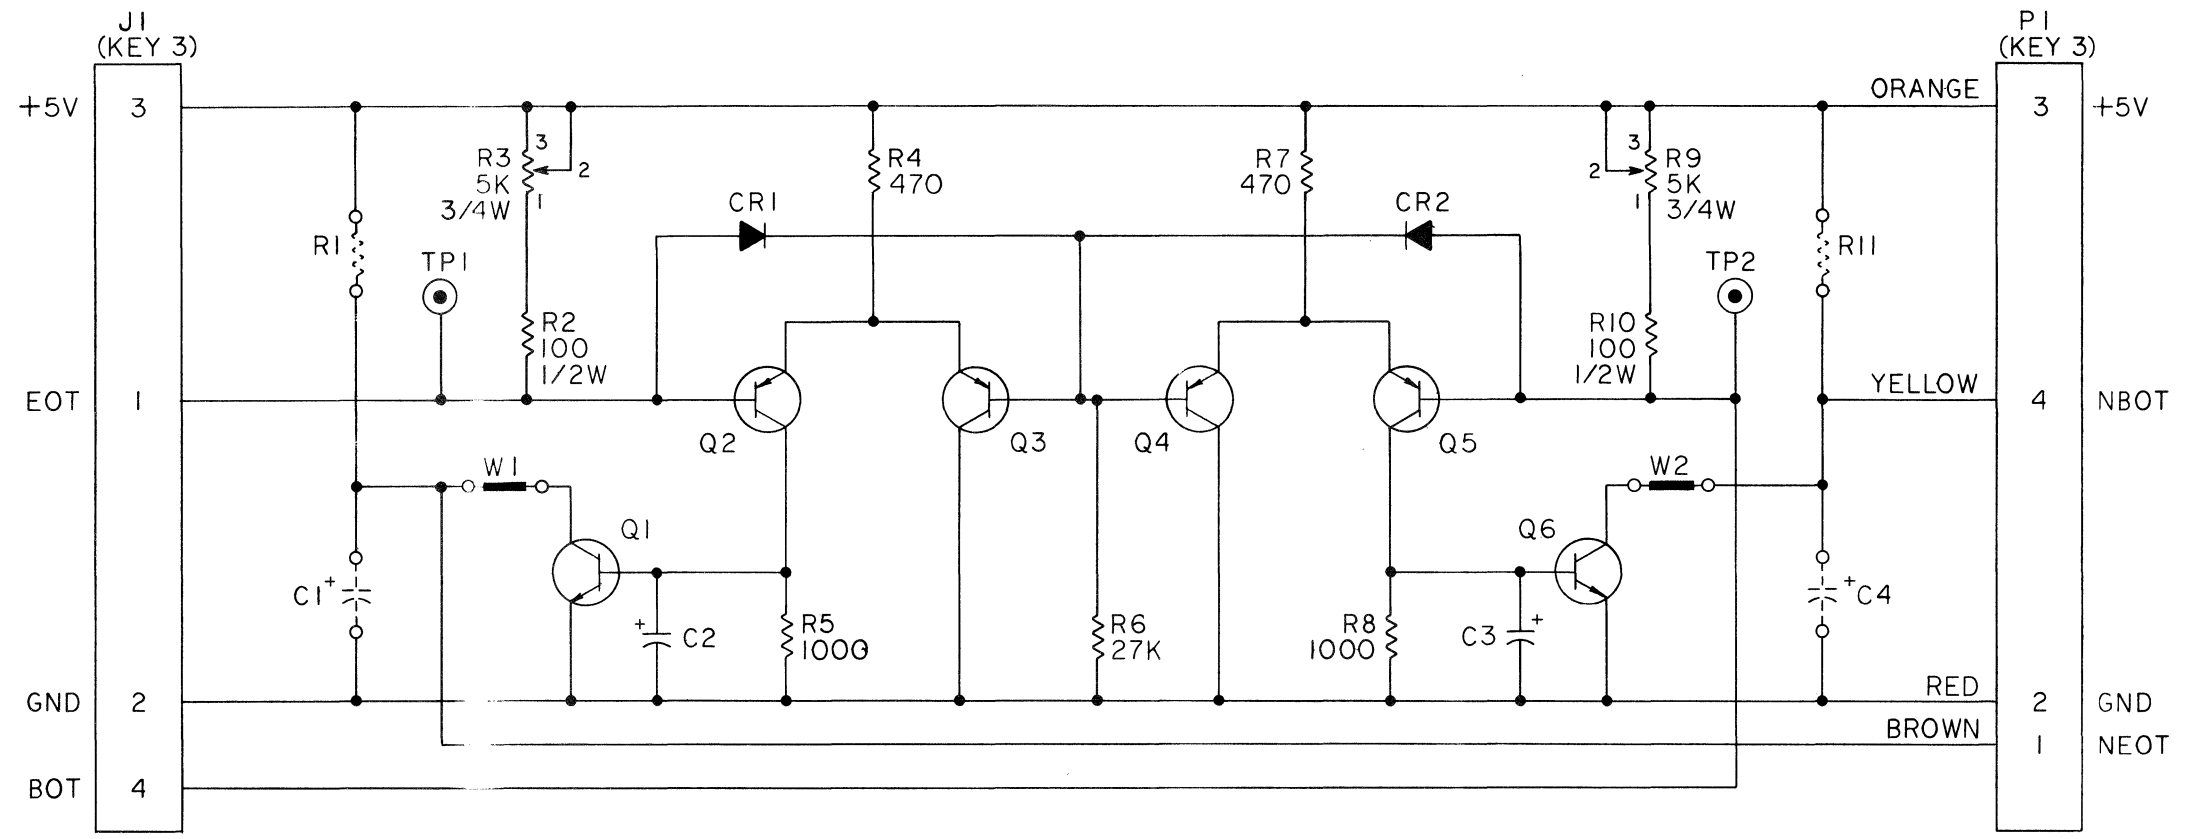 J1
(KEY 3)
P1
(KEY 3)
+5V
3
ORANGE
3
+5V
3
R3
5K
3/4W
2
1
R4
470
R7
470
3
2
R9
5K
3/4W
1
CR1
CR2
R1
TP1
TP2
R11
R2
100
1/2W
R10
100
1/2W
EOT
1
YELLOW
4
NBOT
Q2
Q3
Q4
Q5
W1
W2
Q1
Q6
C1
+
+
C2
R5
1000
R6
27K
R8
1000
C3
+
+
C4
GND
2
RED
2
GND
BROWN
1
NEOT
BOT
4